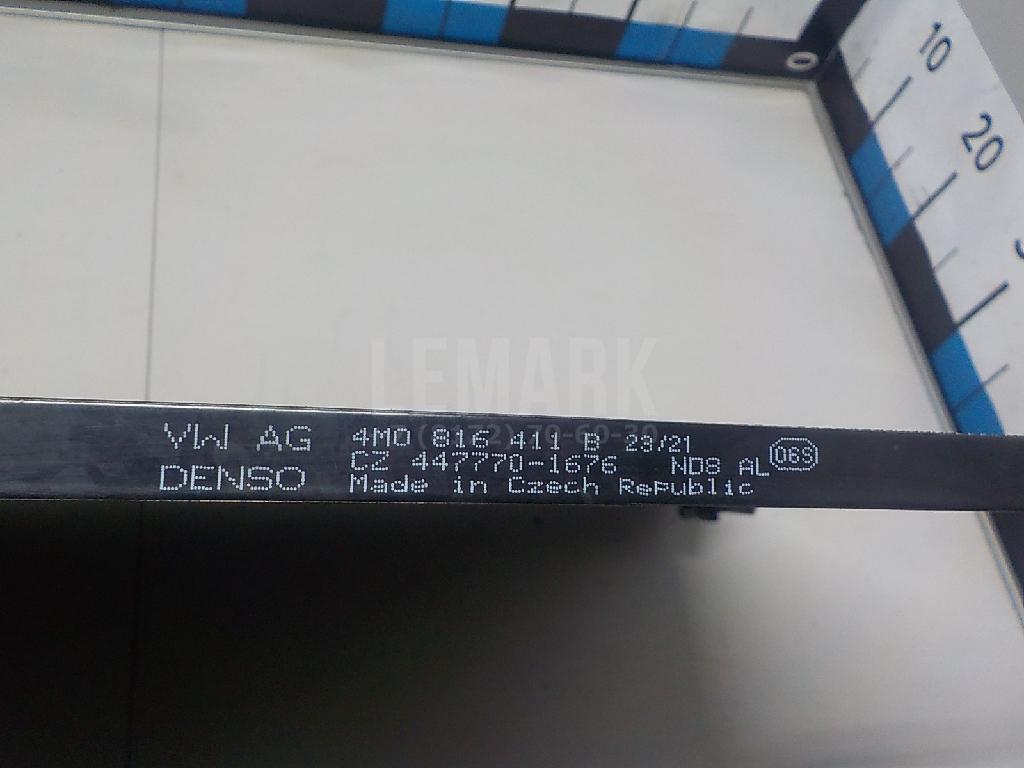 10
20
LEMARK
VW AG 4M0 816 411 B 23/21
DENSO CZ 447770-1676 ND8 AL 06S
Made in Czech Republic